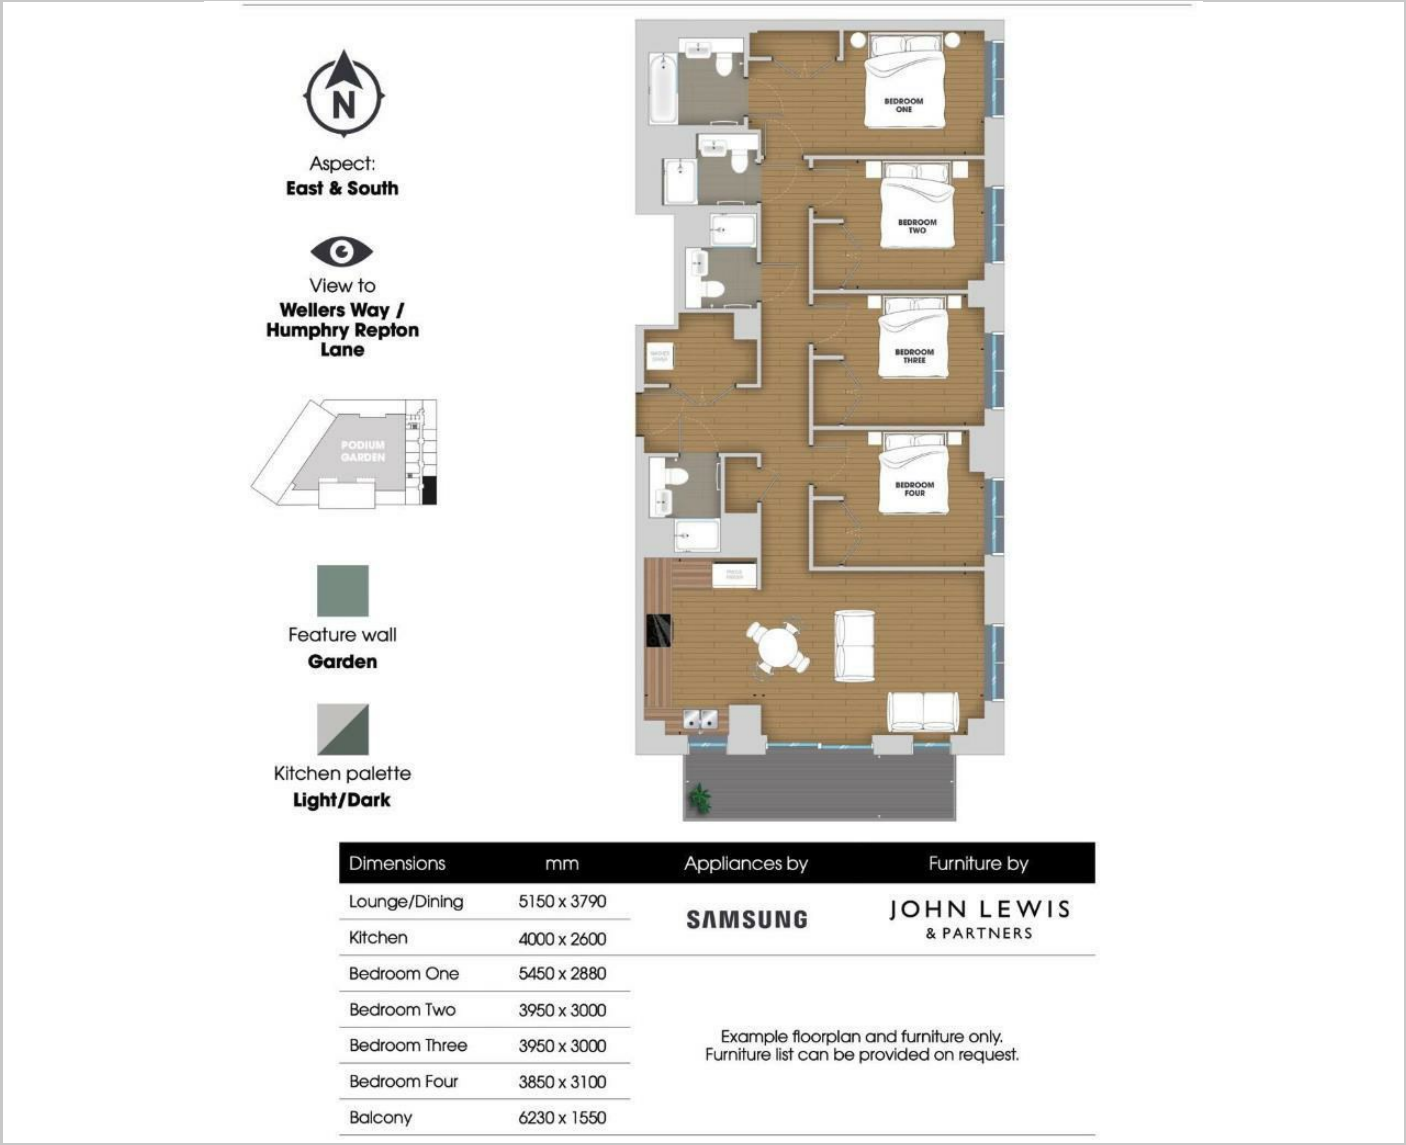 N
Aspect:
East & South
View to
Wellers Way /
Humphry Repton
Lane
PODIUM
GARDEN
Feature wall
Garden
Kitchen palette
Light/Dark
BEDROOM
ONE
BEDROOM
TWO
BEDROOM
THREE
BEDROOM
FOUR
Dimensions mm Appliances by Furniture by
Lounge/Dining 5150 x 3790
Kitchen 4000 x 2600
SAMSUNG
JOHN LEWIS
& PARTNERS
Bedroom One 5450 x 2880
Bedroom Two 3950 x 3000
Bedroom Three 3950 x 3000
Bedroom Four 3850 x 3100
Balcony 6230 x 1550
Example floorplan and furniture only.
Furniture list can be provided on request.